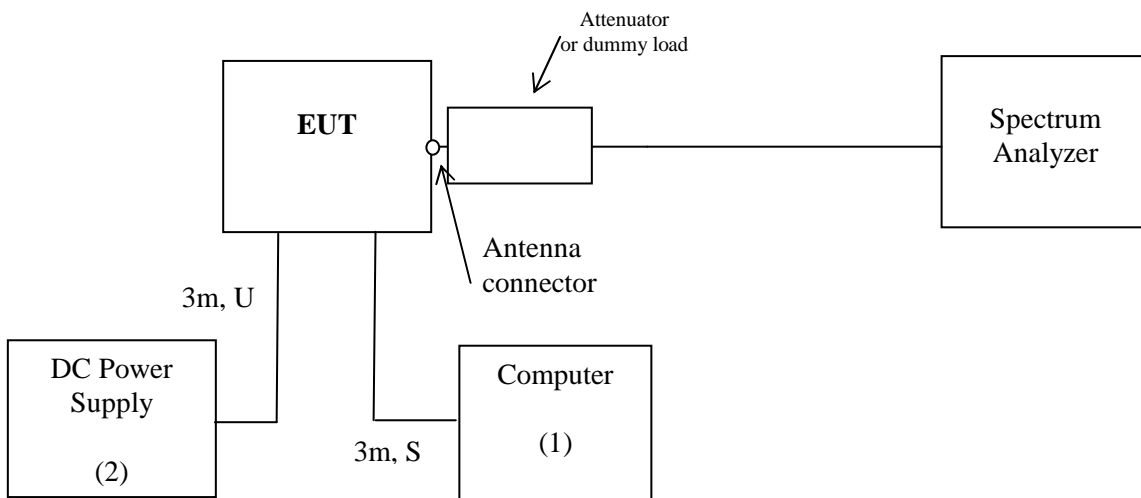 Attenuator
or dummy load
EUT
Spectrum
Analyzer
Antenna
connector
3m, U
DC Power
Supply
(2)
Computer
(1)
3m, S